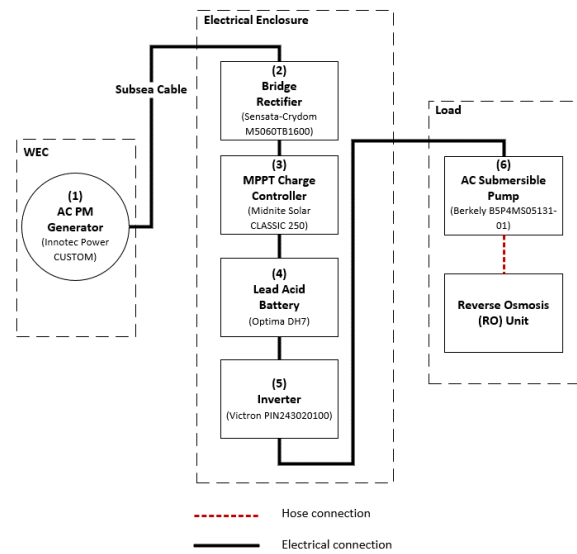 Electrical Enclosure
Subsea Cable
WEC
(1)
AC PM
Generator
(Innotec Power
CUSTOM)
(2)
Bridge
Rectifier
(Sensata-Crydom
M5060TB1600)
(3)
MPPT Charge
Controller
(Midnite Solar
CLASSIC 250)
(4)
Lead Acid
Battery
(Optima DH7)
(5)
Inverter
(Victron PIN243020100)
Load
(6)
AC Submersible
Pump
(Berkely B5P4MS05131-
01)
Reverse Osmosis
(RO) Unit
Hose connection
Electrical connection